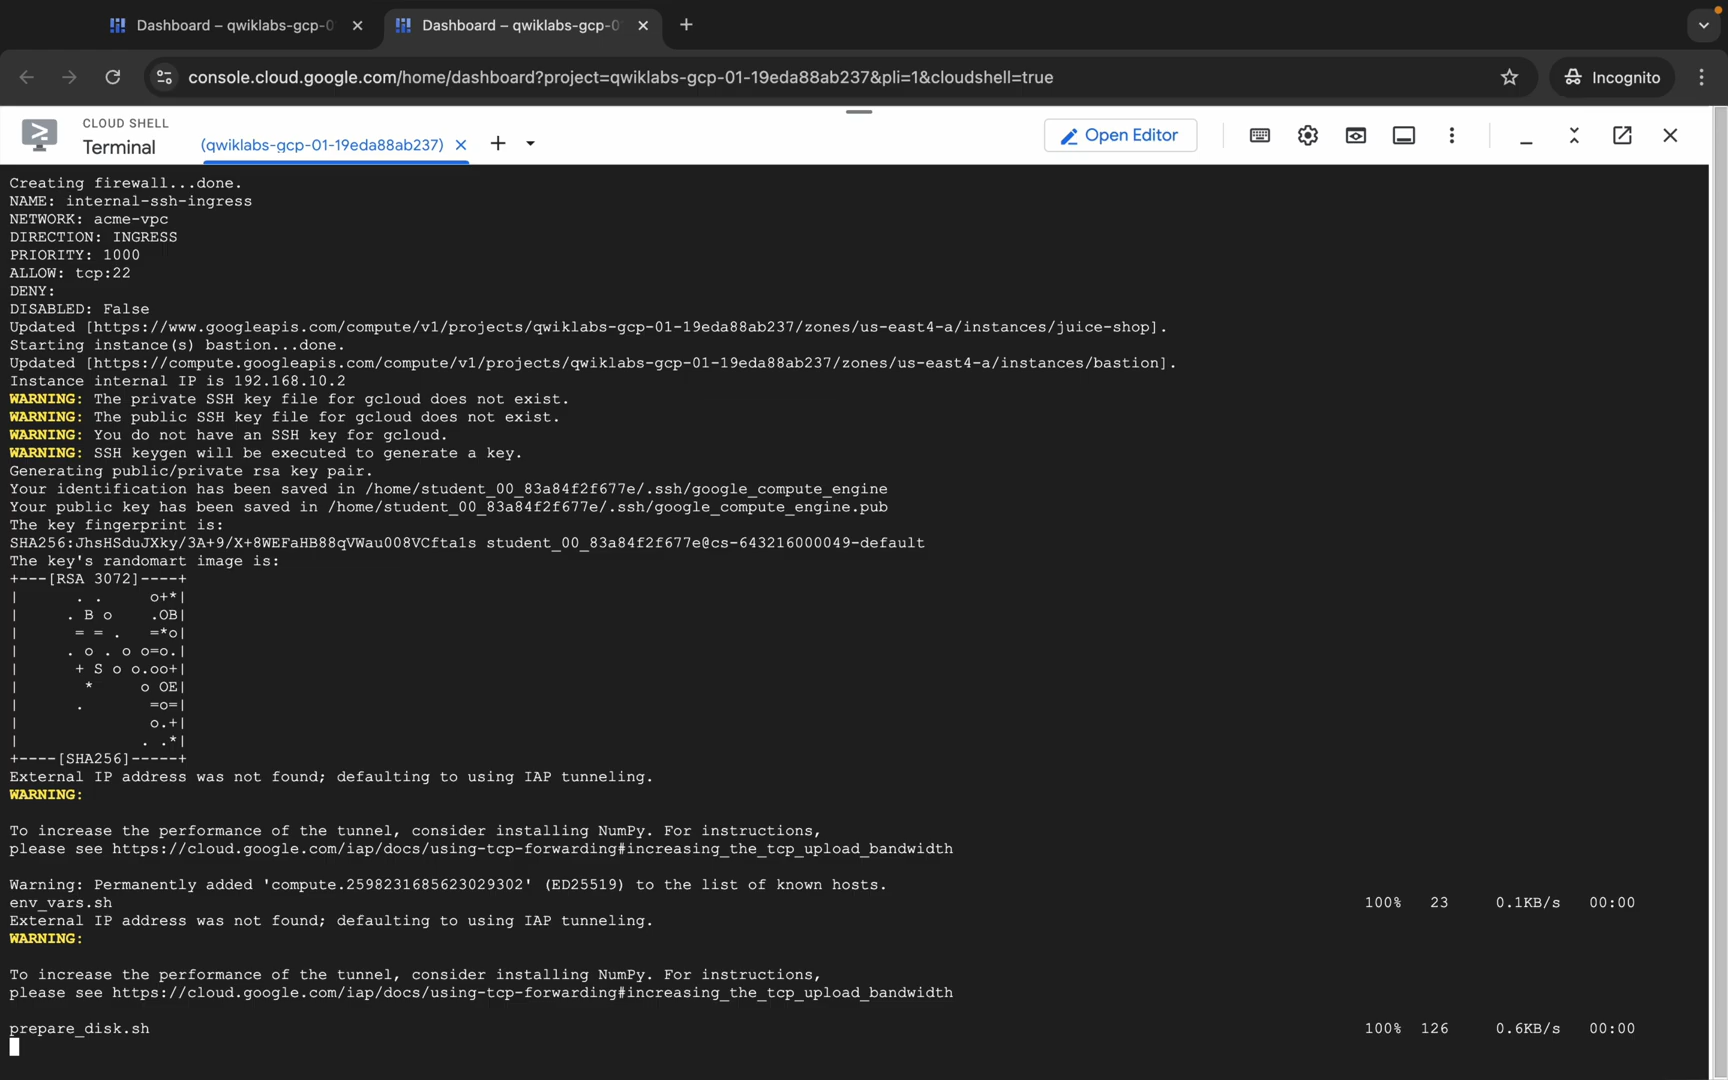 Dashboard – qwiklabs-gcp-0
Dashboard – qwiklabs-gcp-0
console.cloud.google.com/home/dashboard?project=qwiklabs-gcp-01-19eda88ab237&pli=1&cloudshell=true
Incognito
CLOUD SHELL
Terminal
(qwiklabs-gcp-01-19eda88ab237)
Open Editor
Creating firewall...done.
NAME: internal-ssh-ingress
NETWORK: acme-vpc
DIRECTION: INGRESS
PRIORITY: 1000
ALLOW: tcp:22
DENY:
DISABLED: False
Updated [https://www.googleapis.com/compute/v1/projects/qwiklabs-gcp-01-19eda88ab237/zones/us-east4-a/instances/juice-shop].
Starting instance(s) bastion...done.
Updated [https://compute.googleapis.com/compute/v1/projects/qwiklabs-gcp-01-19eda88ab237/zones/us-east4-a/instances/bastion].
Instance internal IP is 192.168.10.2
WARNING: The private SSH key file for gcloud does not exist.
WARNING: The public SSH key file for gcloud does not exist.
WARNING: You do not have an SSH key for gcloud.
WARNING: SSH keygen will be executed to generate a key.
Generating public/private rsa key pair.
Your identification has been saved in /home/student_00_83a84f2f677e/.ssh/google_compute_engine
Your public key has been saved in /home/student_00_83a84f2f677e/.ssh/google_compute_engine.pub
The key fingerprint is:
SHA256:JhsHSduJXky/3A+9/X+8WEFaHB88qVWau008VCfta1s student_00_83a84f2f677e@cs-643216000049-default
The key's randomart image is:
+---[RSA 3072]----+
|      . .     o+*|
|     . B o    .OB|
|      = = .   =*o|
|     . o . o o=o.|
|      + S o o.oo+|
|       *     o OE|
|      .       =o=|
|              o.+|
|             . .*|
+----[SHA256]-----+
External IP address was not found; defaulting to using IAP tunneling.
WARNING:
To increase the performance of the tunnel, consider installing NumPy. For instructions,
please see https://cloud.google.com/iap/docs/using-tcp-forwarding#increasing_the_tcp_upload_bandwidth
Warning: Permanently added 'compute.2598231685623029302' (ED25519) to the list of known hosts.
env_vars.sh 100% 23 0.1KB/s 00:00
External IP address was not found; defaulting to using IAP tunneling.
WARNING:
To increase the performance of the tunnel, consider installing NumPy. For instructions,
please see https://cloud.google.com/iap/docs/using-tcp-forwarding#increasing_the_tcp_upload_bandwidth
prepare_disk.sh 100% 126 0.6KB/s 00:00